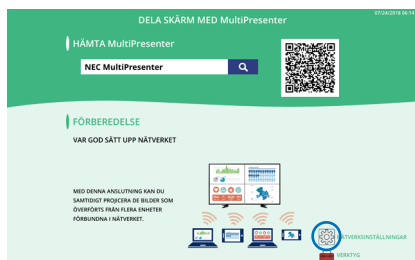 07/24/2018 06:14
DELA SKÄRM MED MultiPresenter
HÄMTA MultiPresenter
NEC MultiPresenter
FÖRBEREDELSE
VAR GOD SÄTT UPP NÄTVERKET
MED DENNA ANSLUTNING KAN DU
SAMTIDIGT PROJICERA DE BILDER SOM
ÖVERFÖRTS FRÅN FLERA ENHETER
FÖRBUNDNA I NÄTVERKET.
NÄTVERKSINSTÄLLNINGAR
VERKTYG